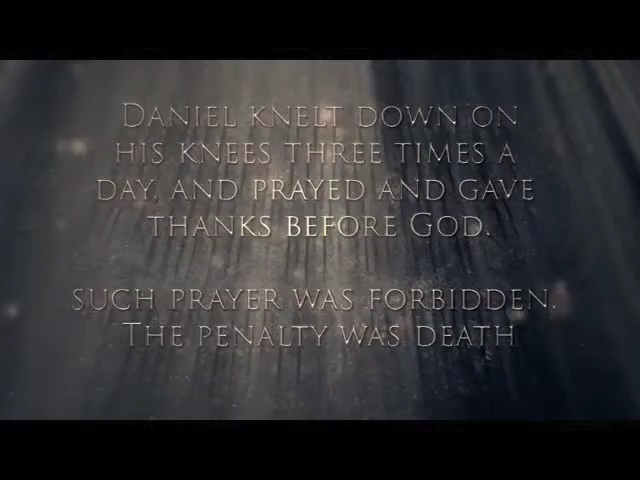 DANIEL KNELT DOWN ON
HIS KNEES THREE TIMES A
DAY, AND PRAYED AND GAVE
THANKS BEFORE GOD.
SUCH PRAYER WAS FORBIDDEN.
THE PENALTY WAS DEATH